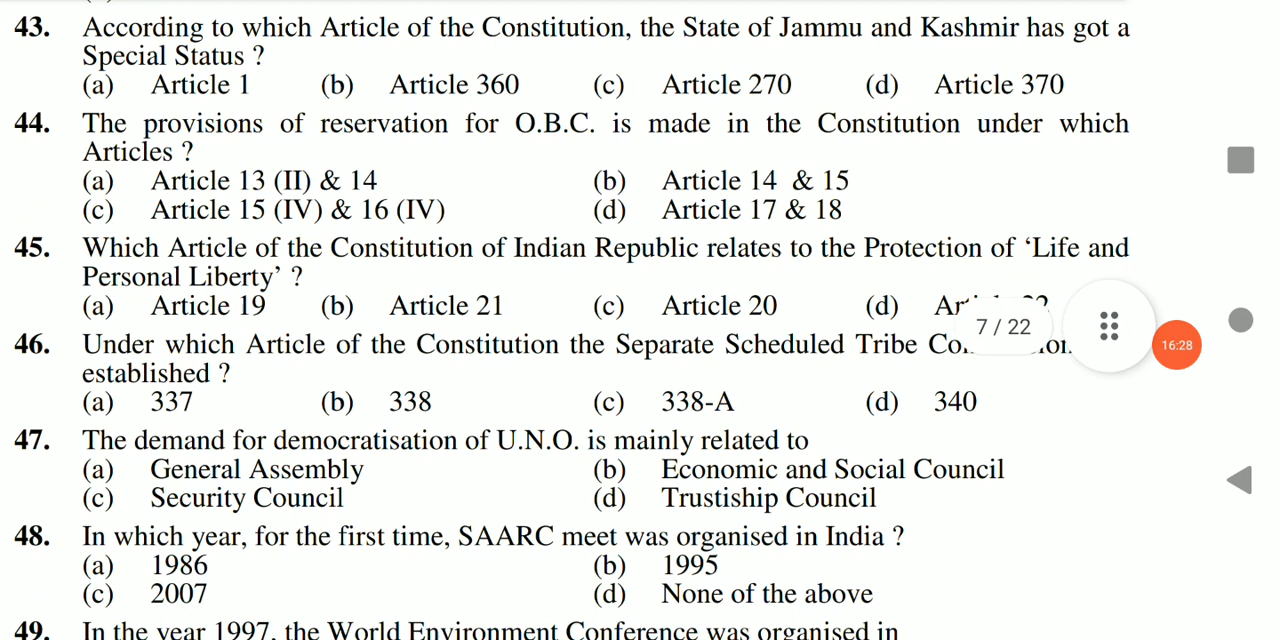 43. According to which Article of the Constitution, the State of Jammu and Kashmir has got a
Special Status ?
(a) Article 1 (b) Article 360 (c) Article 270 (d) Article 370
44. The provisions of reservation for O.B.C. is made in the Constitution under which
Articles ?
(a) Article 13 (II) & 14 (b) Article 14 & 15
(c) Article 15 (IV) & 16 (IV) (d) Article 17 & 18
45. Which Article of the Constitution of Indian Republic relates to the Protection of ‘Life and
Personal Liberty’ ?
(a) Article 19 (b) Article 21 (c) Article 20 (d)
7 / 22
16:28
46. Under which Article of the Constitution the Separate Scheduled Tribe
established ?
(a) 337 (b) 338 (c) 338-A (d) 340
47. The demand for democratisation of U.N.O. is mainly related to
(a) General Assembly (b) Economic and Social Council
(c) Security Council (d) Trustiship Council
48. In which year, for the first time, SAARC meet was organised in India ?
(a) 1986 (b) 1995
(c) 2007 (d) None of the above
49. In the year 1997, the World Environment Conference was organised in